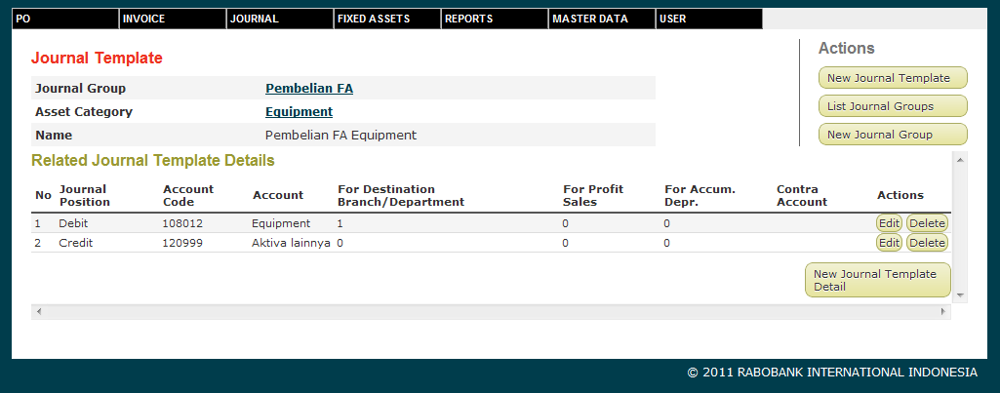 PO INVOICE JOURNAL FIXED ASSETS REPORTS MASTER DATA USER
Journal Template
Journal Group Pembelian FA
Asset Category Equipment
Name Pembelian FA Equipment
Actions
New Journal Template
List Journal Groups
New Journal Group
Related Journal Template Details
No Journal Position Account Code Account For Destination Branch/Department For Profit Sales For Accum. Depr. Contra Account Actions
1 Debit 108012 Equipment 1 0 0 Edit Delete
2 Credit 120999 Aktiva lainnya 0 0 0 Edit Delete
New Journal Template
Detail
© 2011 RABOBANK INTERNATIONAL INDONESIA